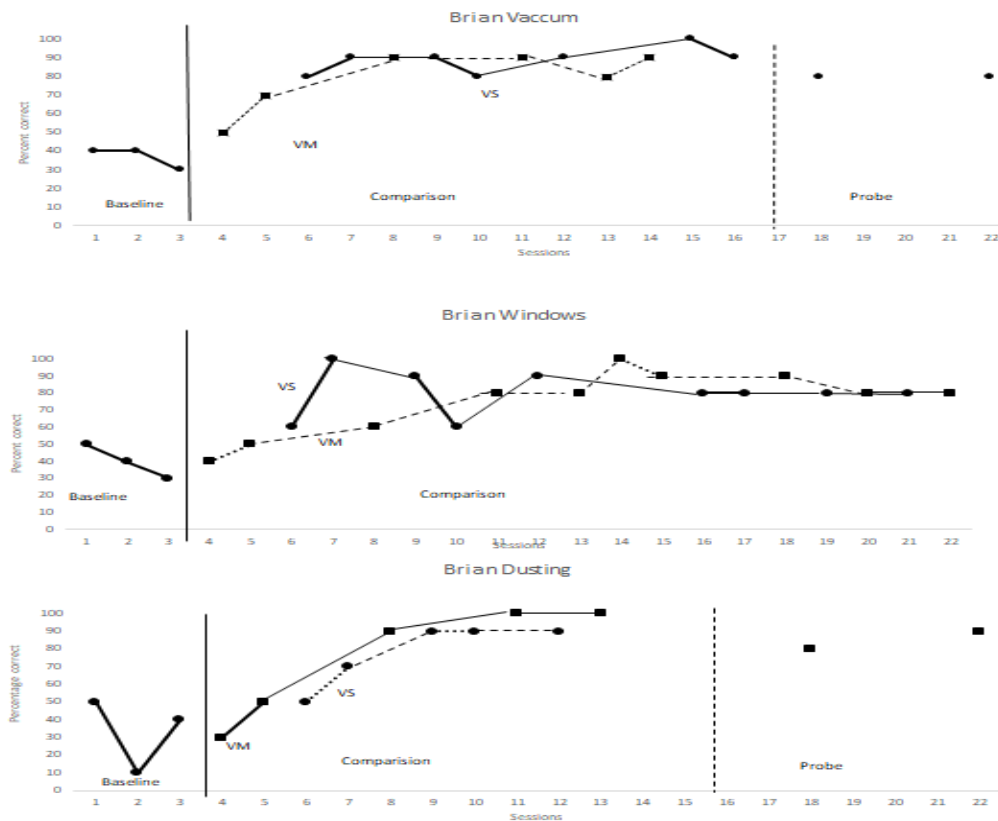 Brian Vaccum
Percent correct
100
90
80
70
60
50
40
30
20
10
0
VS
VM
Baseline
Comparison
Probe
1 2 3 4 5 6 7 8 9 10 11 12 13 14 15 16 17 18 19 20 21 22
Sessions
Brian Windows
Percent corect
100
90
80
70
60
50
40
30
20
10
0
VS
VM
Baseline
Comparison
1 2 3 4 5 6 7 8 9 10 11 12 13 14 15 16 17 18 19 20 21 22
Sessions
Brian Dusting
Percentage correct
100
90
80
70
60
50
40
30
20
10
0
VS
VM
Baseline
Comparision
Probe
1 2 3 4 5 6 7 8 9 10 11 12 13 14 15 16 17 18 19 20 21 22
Sessions